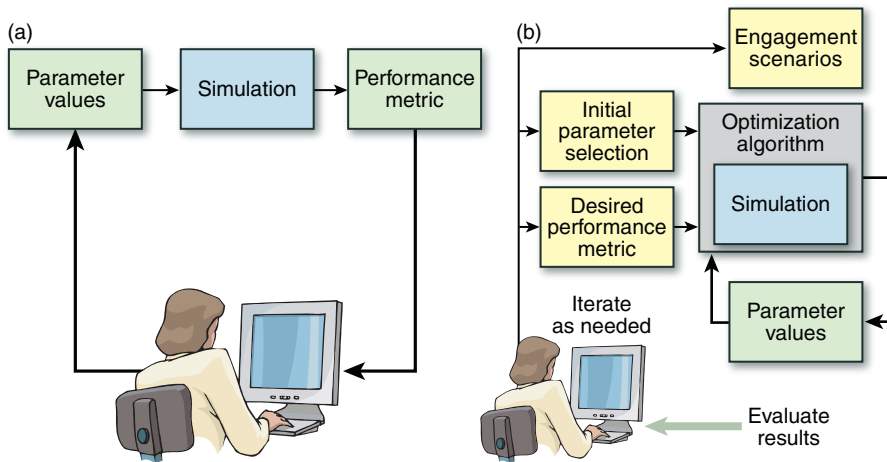 (a)
Parameter
values
Simulation
Performance
metric
(b)
Engagement
scenarios
Initial
parameter
selection
Optimization
algorithm
Simulation
Desired
performance
metric
Parameter
values
Iterate
as needed
Evaluate
results